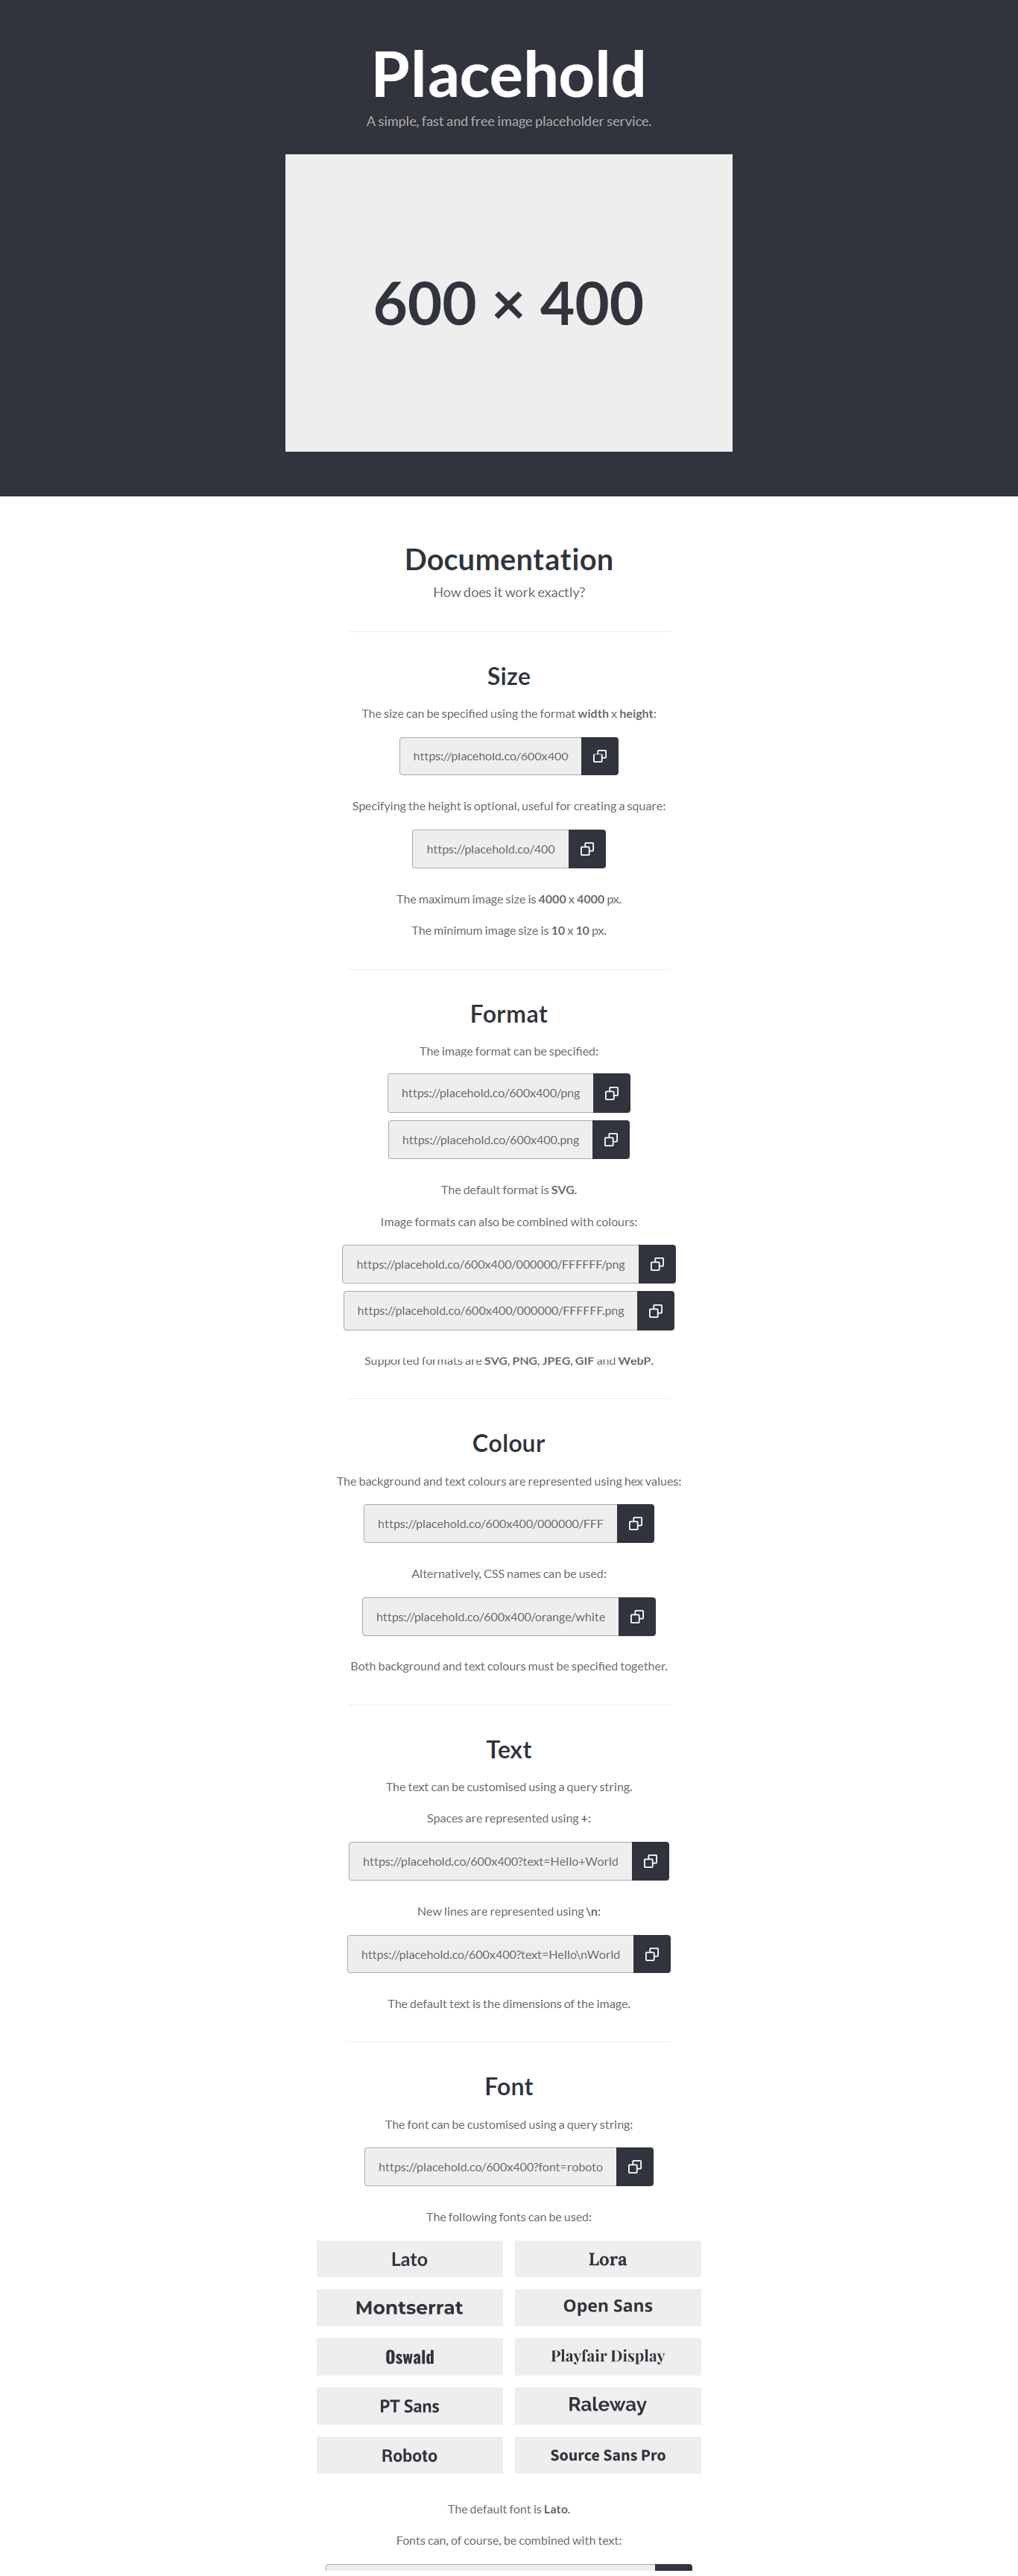 Placehold
A simple, fast and free image placeholder service.
600 × 400
Documentation
How does it work exactly?
Size
The size can be specified using the format width x height:
https://placehold.co/600x400
Specifying the height is optional, useful for creating a square:
https://placehold.co/400
The maximum image size is 4000 x 4000 px.
The minimum image size is 10 x 10 px.
Format
The image format can be specified:
https://placehold.co/600x400/png
https://placehold.co/600x400.png
The default format is SVG.
Image formats can also be combined with colours:
https://placehold.co/600x400/000000/FFFFFF/png
https://placehold.co/600x400/000000/FFFFFF.png
Supported formats are SVG, PNG, JPEG, GIF and WebP.
Colour
The background and text colours are represented using hex values:
https://placehold.co/600x400/000000/FFF
Alternatively, CSS names can be used:
https://placehold.co/600x400/orange/white
Both background and text colours must be specified together.
Text
The text can be customised using a query string.
Spaces are represented using +:
https://placehold.co/600x400?text=Hello+World
New lines are represented using \n:
https://placehold.co/600x400?text=Hello\nWorld
The default text is the dimensions of the image.
Font
The font can be customised using a query string:
https://placehold.co/600x400?font=roboto
The following fonts can be used:
Lato
Lora
Montserrat
Open Sans
Oswald
Playfair Display
PT Sans
Raleway
Roboto
Source Sans Pro
The default font is Lato.
Fonts can, of course, be combined with text: